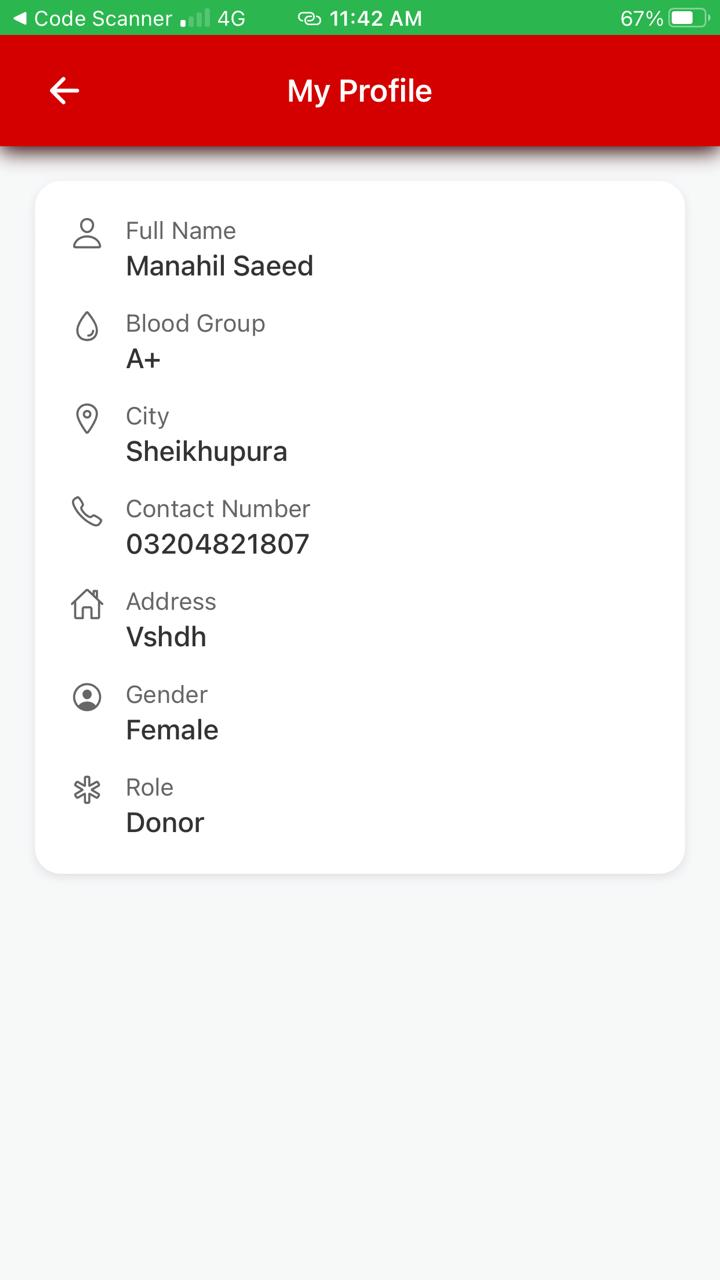 ◀ Code Scanner 4G 11:42 AM 67%
My Profile
Full Name
Manahil Saeed
Blood Group
A+
City
Sheikhupura
Contact Number
03204821807
Address
Vshdh
Gender
Female
Role
Donor